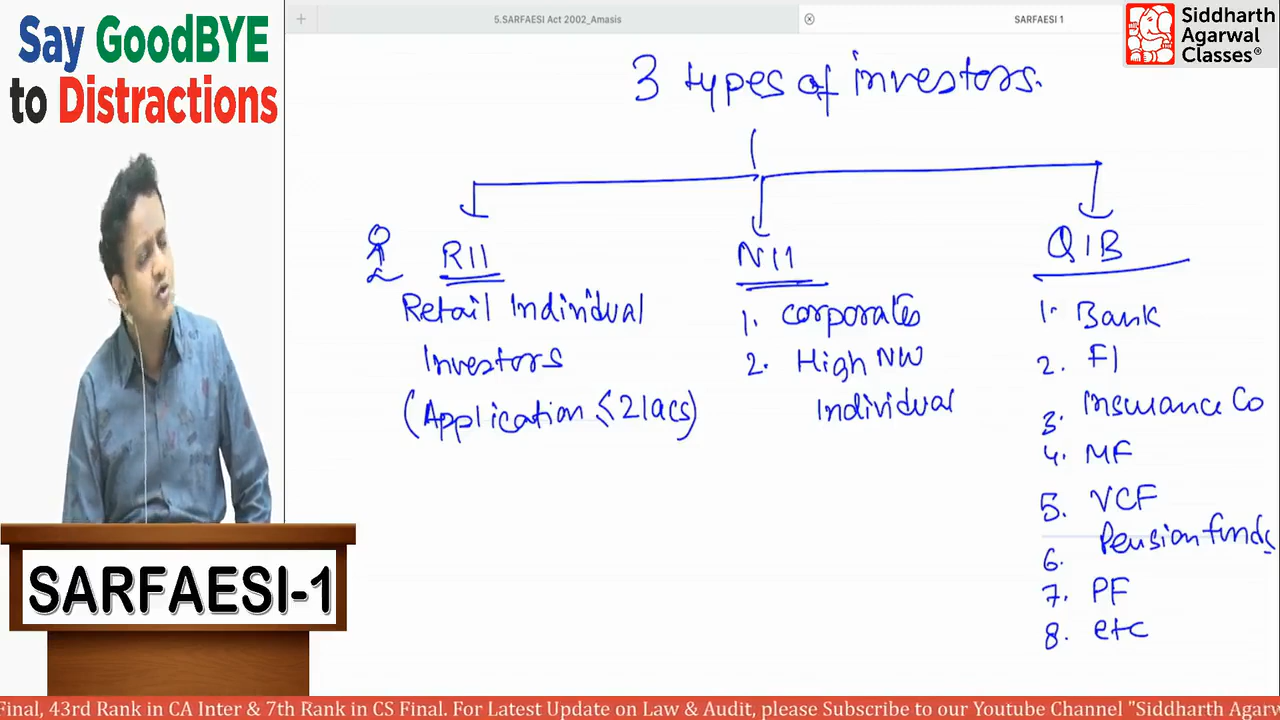 Say GoodBYE
to Distractions
5.SARFAESI Act 2002_Amasis
SARFAESI 1
Siddharth
Agarwal
Classes®
3 types of investors.
RII
Retail Individual
Investors
(Application ≤ 2 lacs)
NII
1. corporates
2. High NW
Individual
QIB
1. Bank
2. FI
3. insurance Co
4. MF
5. VCF
6. Pension funds
7. PF
8. etc
SARFAESI-1
Final, 43rd Rank in CA Inter & 7th Rank in CS Final. For Latest Update on Law & Audit, please Subscribe to our Youtube Channel "Siddharth Agarw